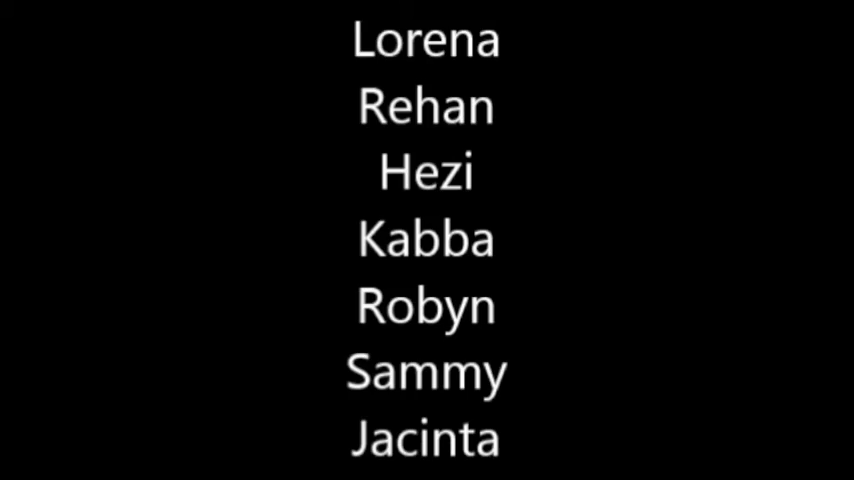 Lorena
Rehan
Hezi
Kabba
Robyn
Sammy
Jacinta